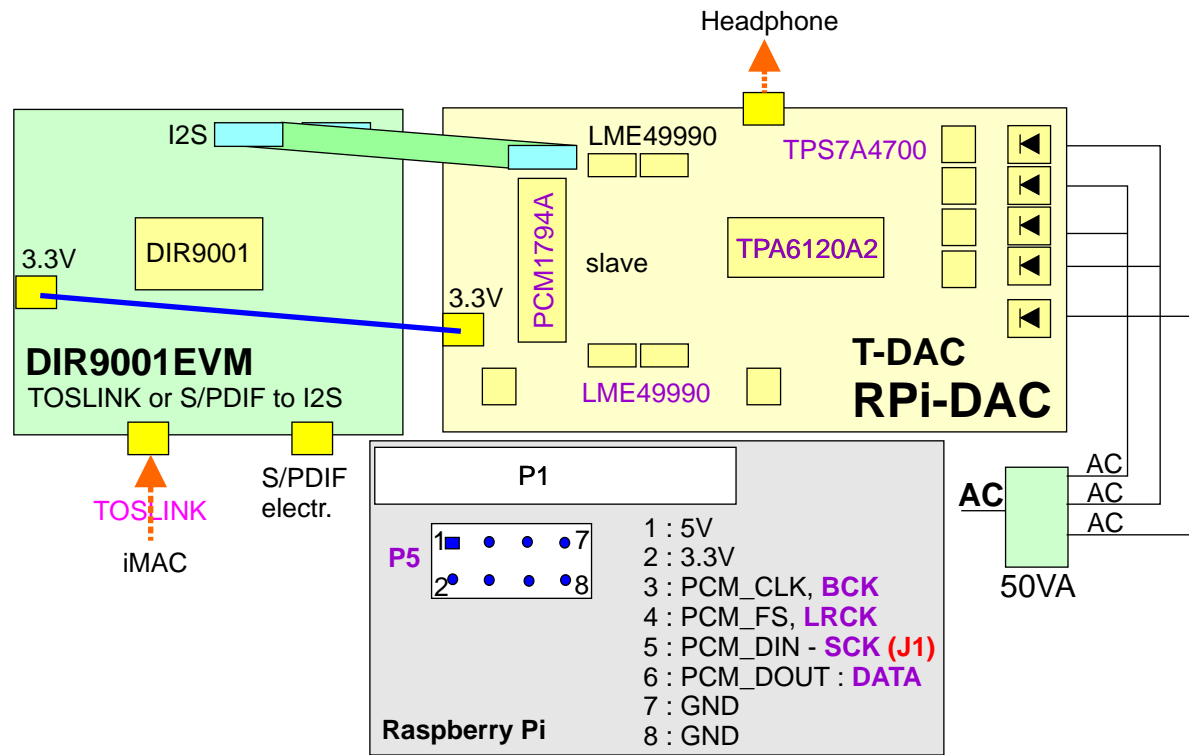 Headphone
I2S
LME49990
TPS7A4700
DIR9001
PCM1794A
slave
TPA6120A2
3.3V
3.3V
DIR9001EVM
TOSLINK or S/PDIF to I2S
LME49990
T-DAC
RPi-DAC
TOSLINK
iMAC
S/PDIF
electr.
P1
P5
1
7
2
8
1 : 5V
2 : 3.3V
3 : PCM_CLK, BCK
4 : PCM_FS, LRCK
5 : PCM_DIN - SCK (J1)
6 : PCM_DOUT : DATA
7 : GND
8 : GND
Raspberry Pi
AC
AC
AC
AC
50VA